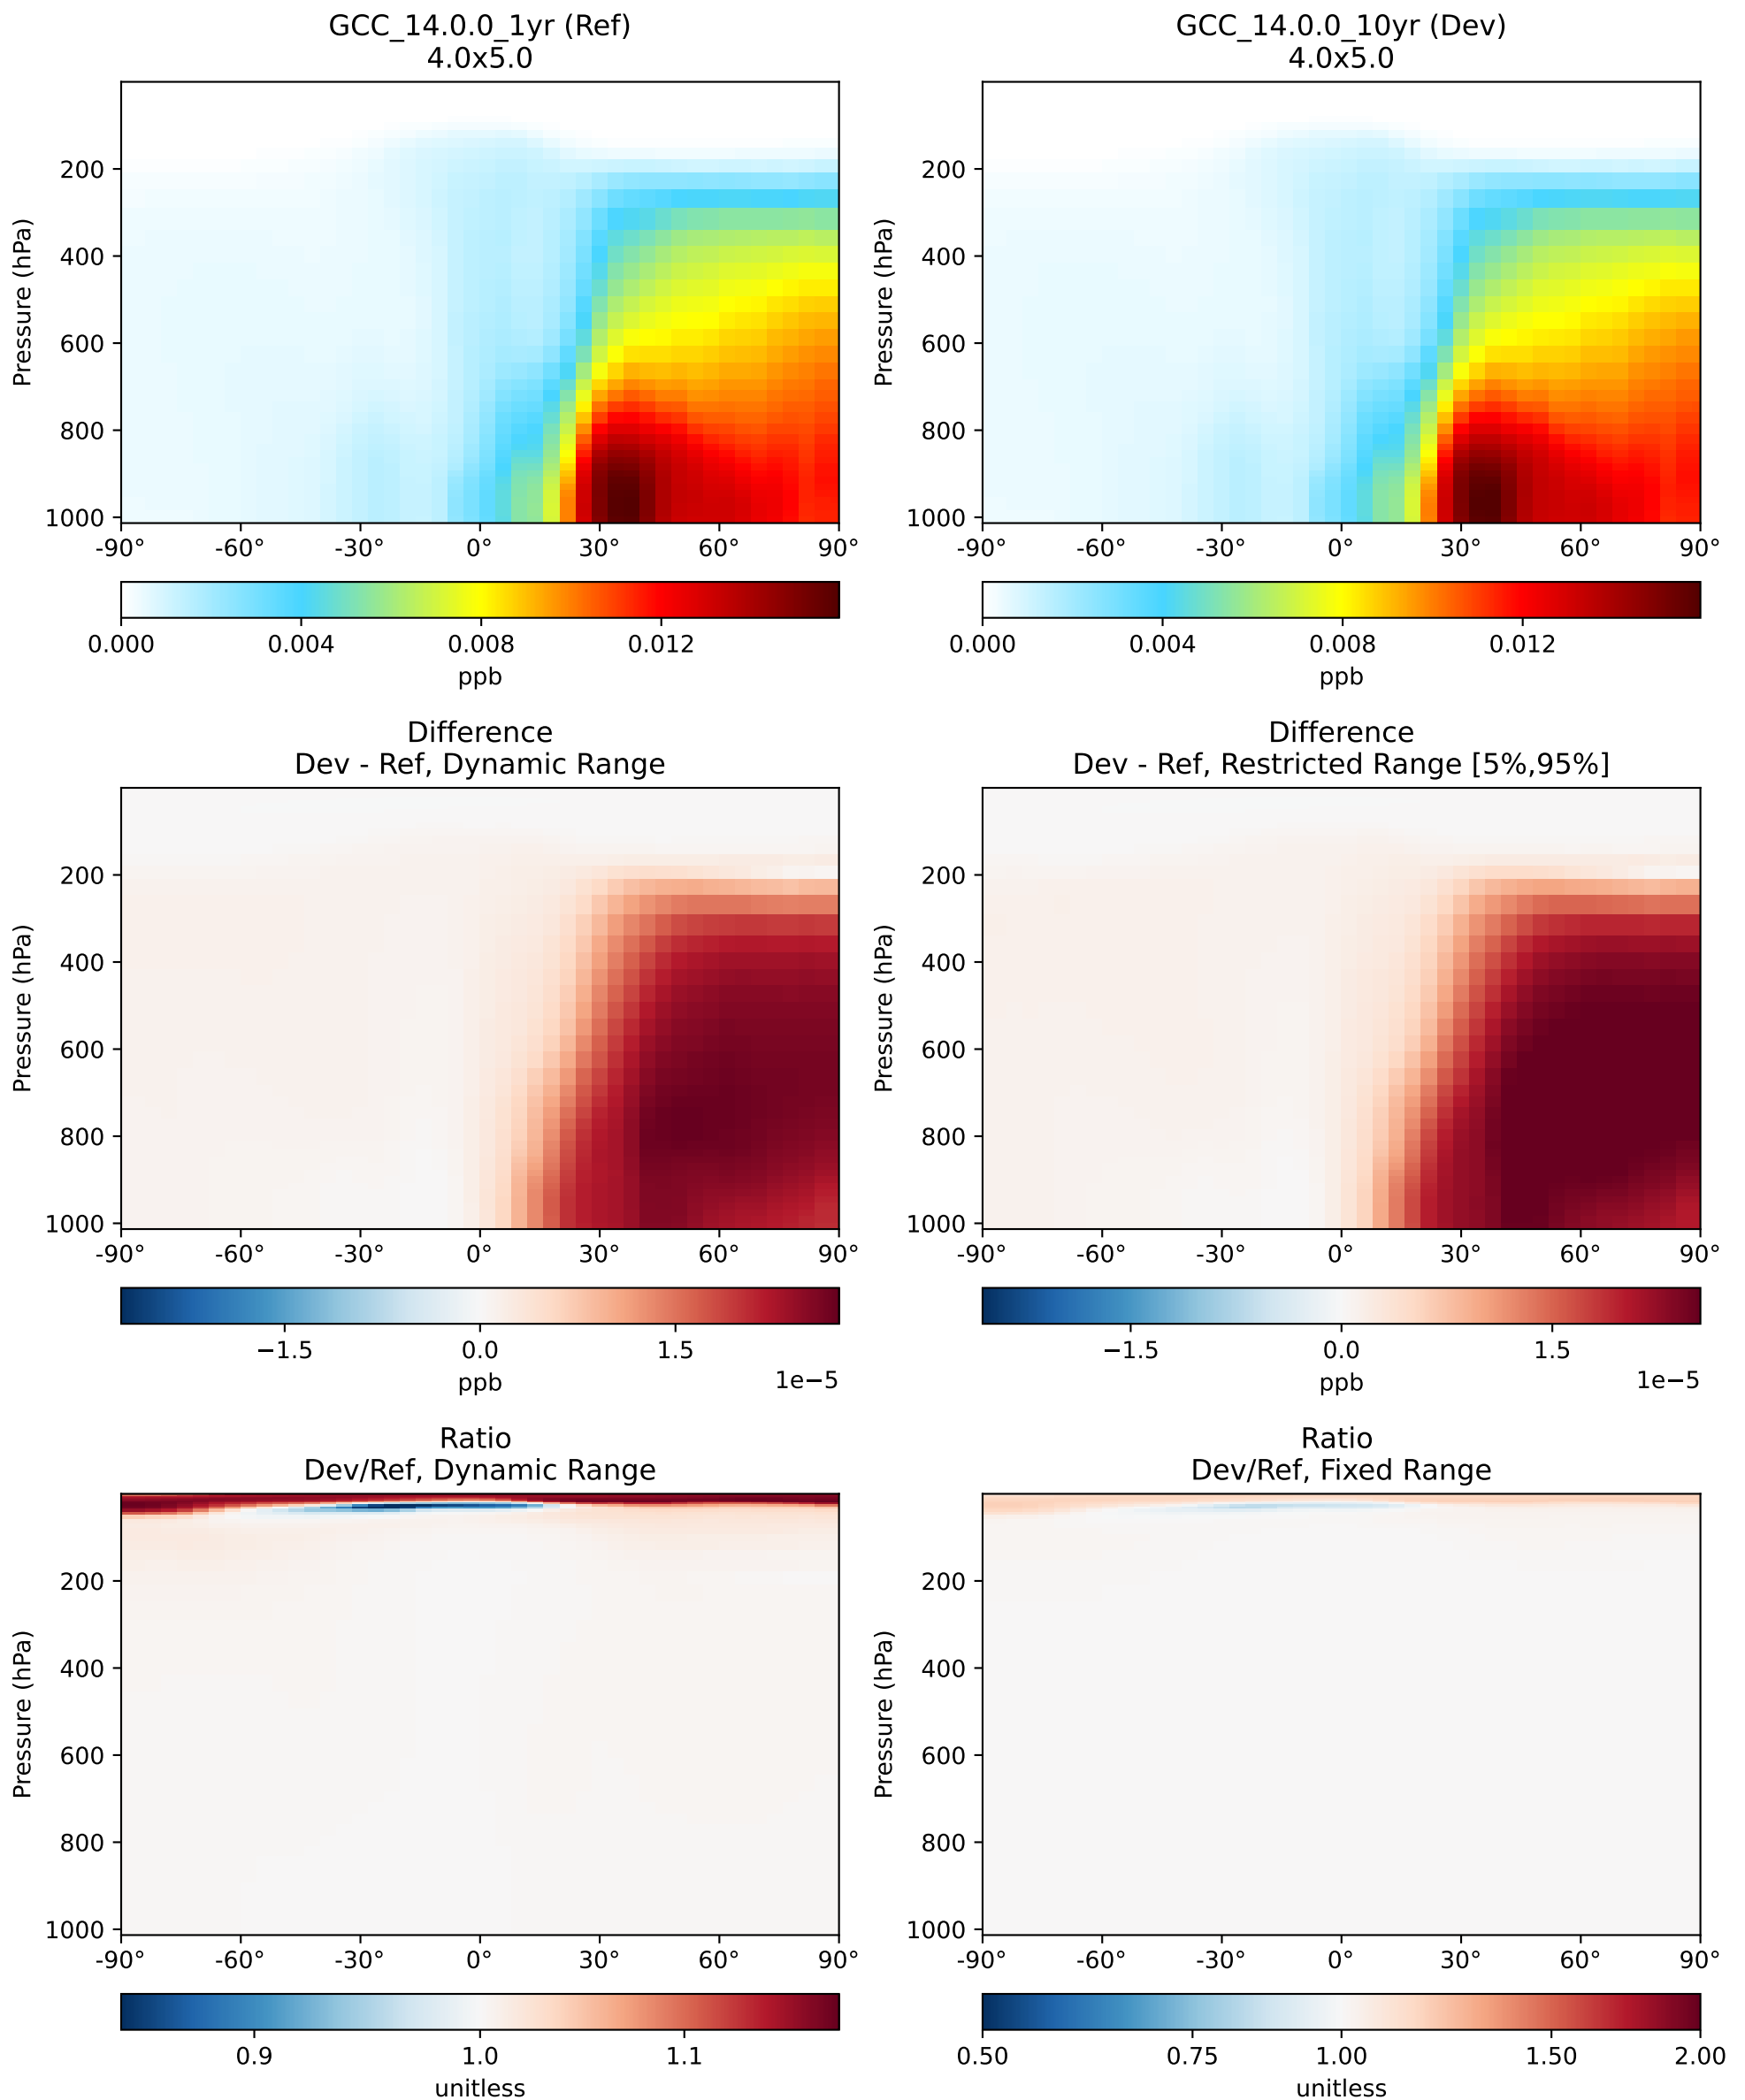 GCC_14.0.0_1yr (Ref)
4.0x5.0
Pressure (hPa)
200
400
600
800
1000
-90° -60° -30° 0° 30° 60° 90°
0.000 0.004 0.008 0.012
ppb
GCC_14.0.0_10yr (Dev)
4.0x5.0
Pressure (hPa)
200
400
600
800
1000
-90° -60° -30° 0° 30° 60° 90°
0.000 0.004 0.008 0.012
ppb
Difference
Dev - Ref, Dynamic Range
Pressure (hPa)
200
400
600
800
1000
-90° -60° -30° 0° 30° 60° 90°
−1.5 0.0 1.5
ppb 1e−5
Difference
Dev - Ref, Restricted Range [5%,95%]
Pressure (hPa)
200
400
600
800
1000
-90° -60° -30° 0° 30° 60° 90°
−1.5 0.0 1.5
ppb 1e−5
Ratio
Dev/Ref, Dynamic Range
Pressure (hPa)
200
400
600
800
1000
-90° -60° -30° 0° 30° 60° 90°
0.9 1.0 1.1
unitless
Ratio
Dev/Ref, Fixed Range
Pressure (hPa)
200
400
600
800
1000
-90° -60° -30° 0° 30° 60° 90°
0.50 0.75 1.00 1.50 2.00
unitless